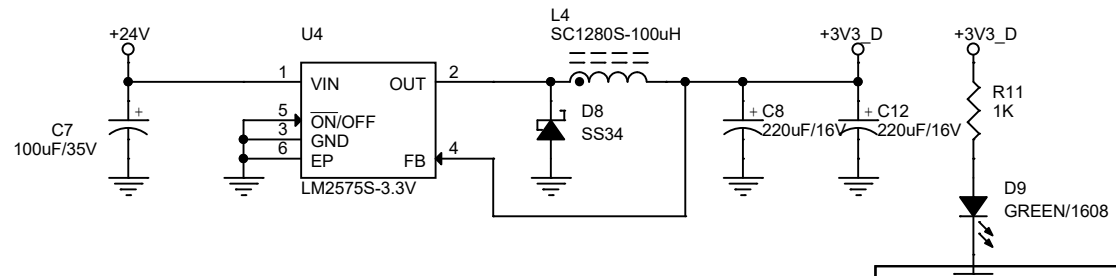 +24V
U4
L4
SC1280S-100uH
+3V3_D
+3V3_D
1
VIN
OUT
2
C7
100uF/35V
+
5
ON/OFF
3
GND
6
EP
FB
4
LM2575S-3.3V
D8
SS34
+
C8
220uF/16V
+
C12
220uF/16V
R11
1K
D9
GREEN/1608